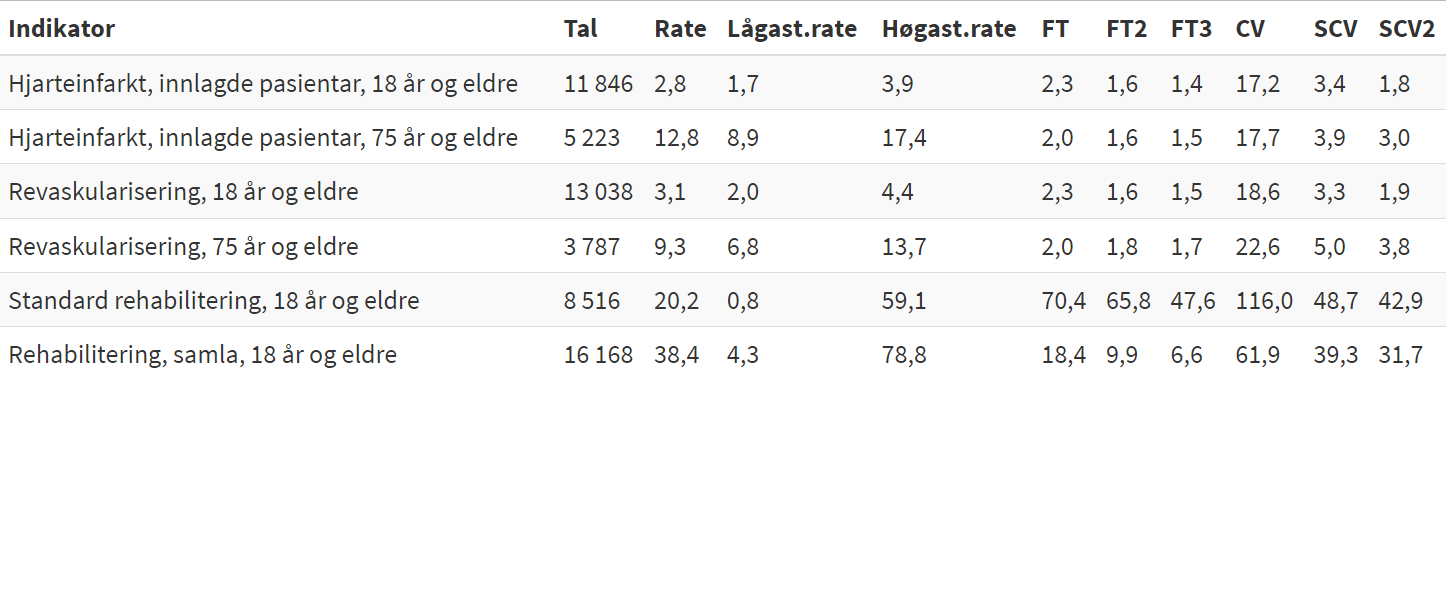 Indikator Tal Rate Lågast.rate Høgast.rate FT FT2 FT3 CV SCV SCV2
Hjarteinfarkt, innlagde pasientar, 18 år og eldre 11 846 2,8 1,7 3,9 2,3 1,6 1,4 17,2 3,4 1,8
Hjarteinfarkt, innlagde pasientar, 75 år og eldre 5 223 12,8 8,9 17,4 2,0 1,6 1,5 17,7 3,9 3,0
Revaskularisering, 18 år og eldre 13 038 3,1 2,0 4,4 2,3 1,6 1,5 18,6 3,3 1,9
Revaskularisering, 75 år og eldre 3 787 9,3 6,8 13,7 2,0 1,8 1,7 22,6 5,0 3,8
Standard rehabilitering, 18 år og eldre 8 516 20,2 0,8 59,1 70,4 65,8 47,6 116,0 48,7 42,9
Rehabilitering, samla, 18 år og eldre 16 168 38,4 4,3 78,8 18,4 9,9 6,6 61,9 39,3 31,7